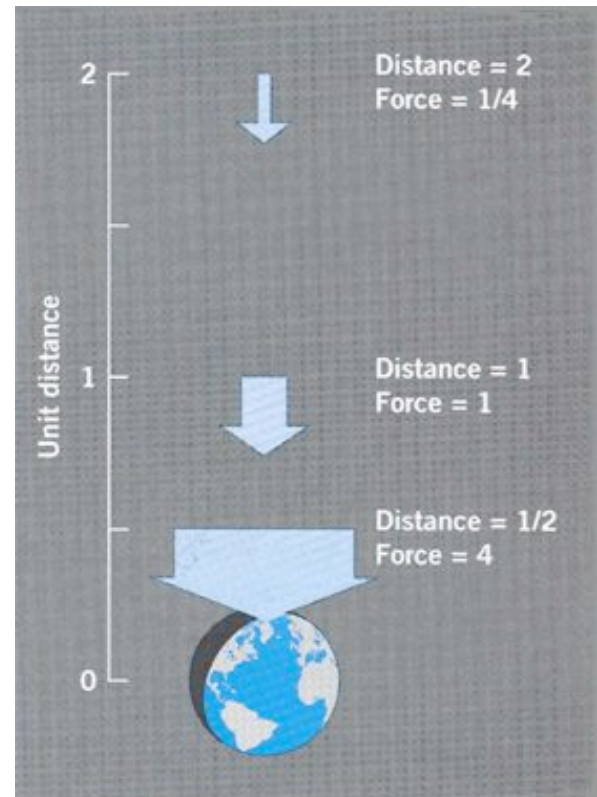 2
Distance = 2
Force = 1/4
Unit distance
1
Distance = 1
Force = 1
Distance = 1/2
Force = 4
0